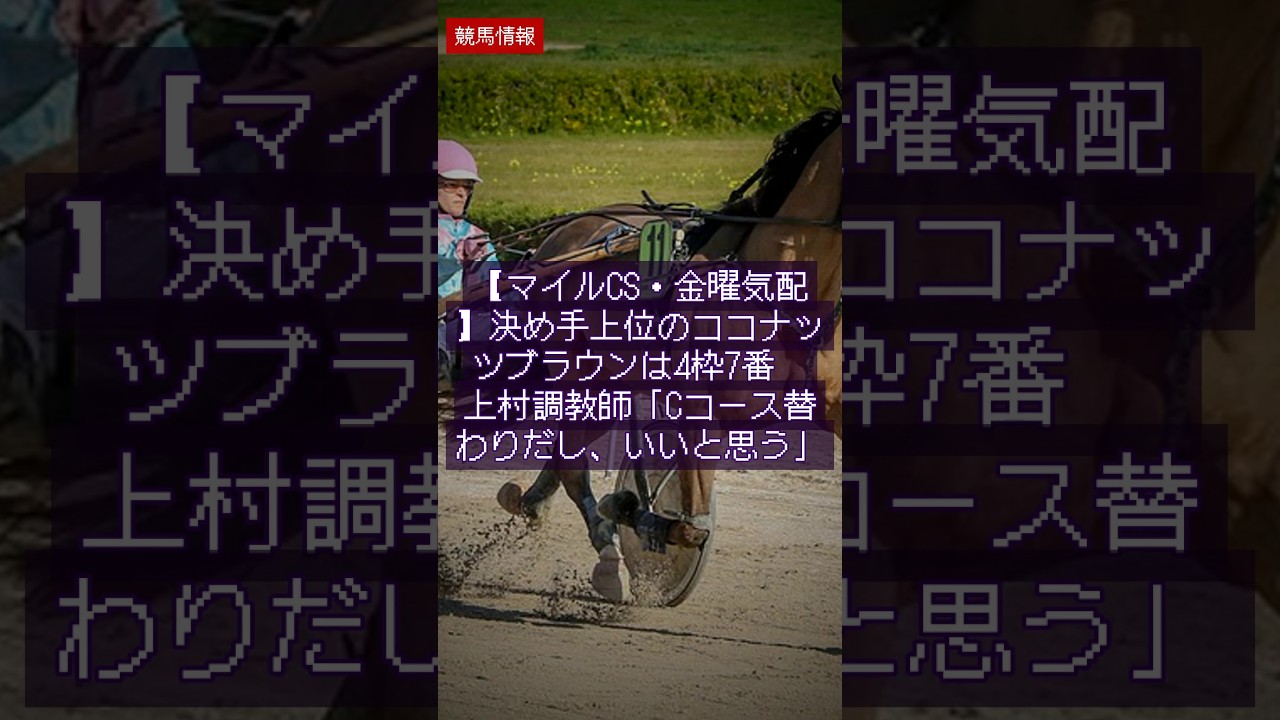 競馬情報
11
【マイルCS・金曜気配
】決め手上位のココナッ
ツブラウンは4枠7番
上村調教師「Cコース替
わりだし、いいと思う」